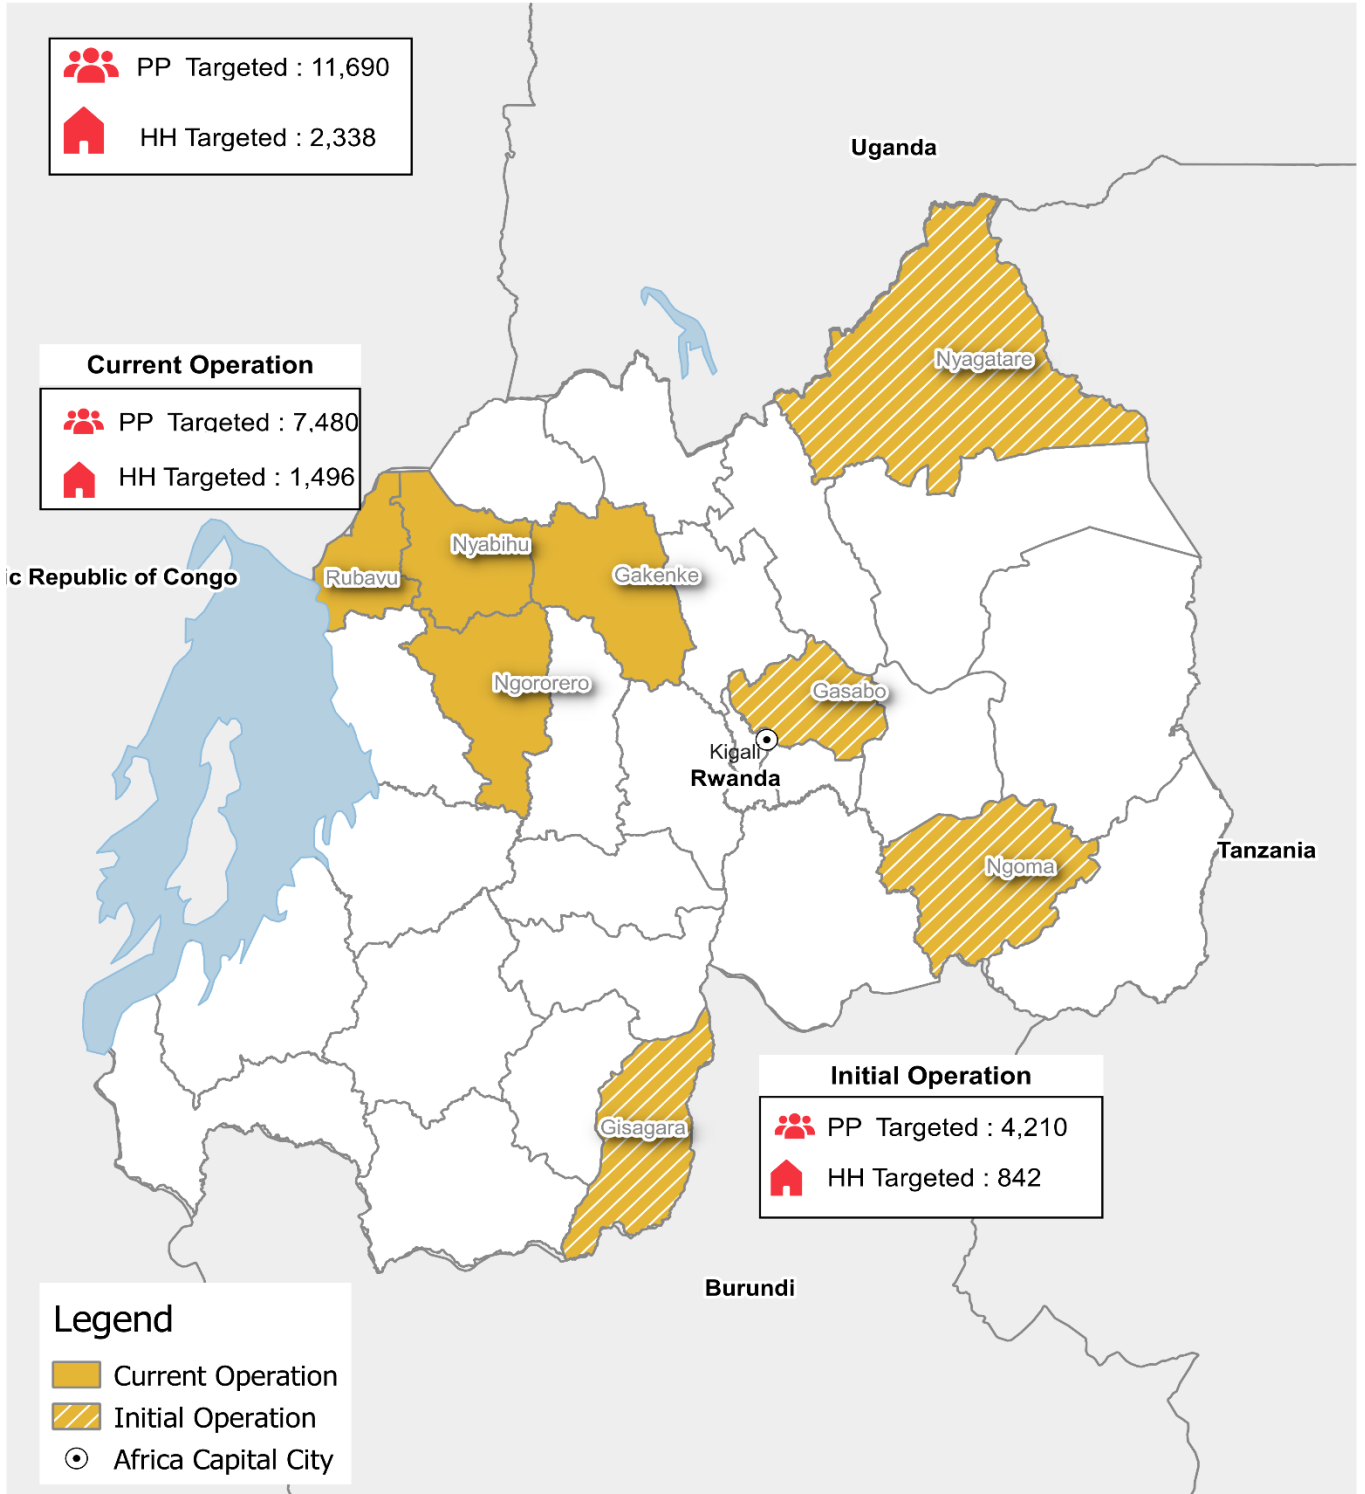 PP Targeted : 11,690
HH Targeted : 2,338
Uganda
Current Operation
PP Targeted : 7,480
HH Targeted : 1,496
Nyagatare
Nyabihu
Rubavu
Gakenke
ic Republic of Congo
Ngororero
Gasabo
Kigali
Rwanda
Tanzania
Ngoma
Initial Operation
PP Targeted : 4,210
HH Targeted : 842
Gisagara
Burundi
Legend
Current Operation
Initial Operation
Africa Capital City